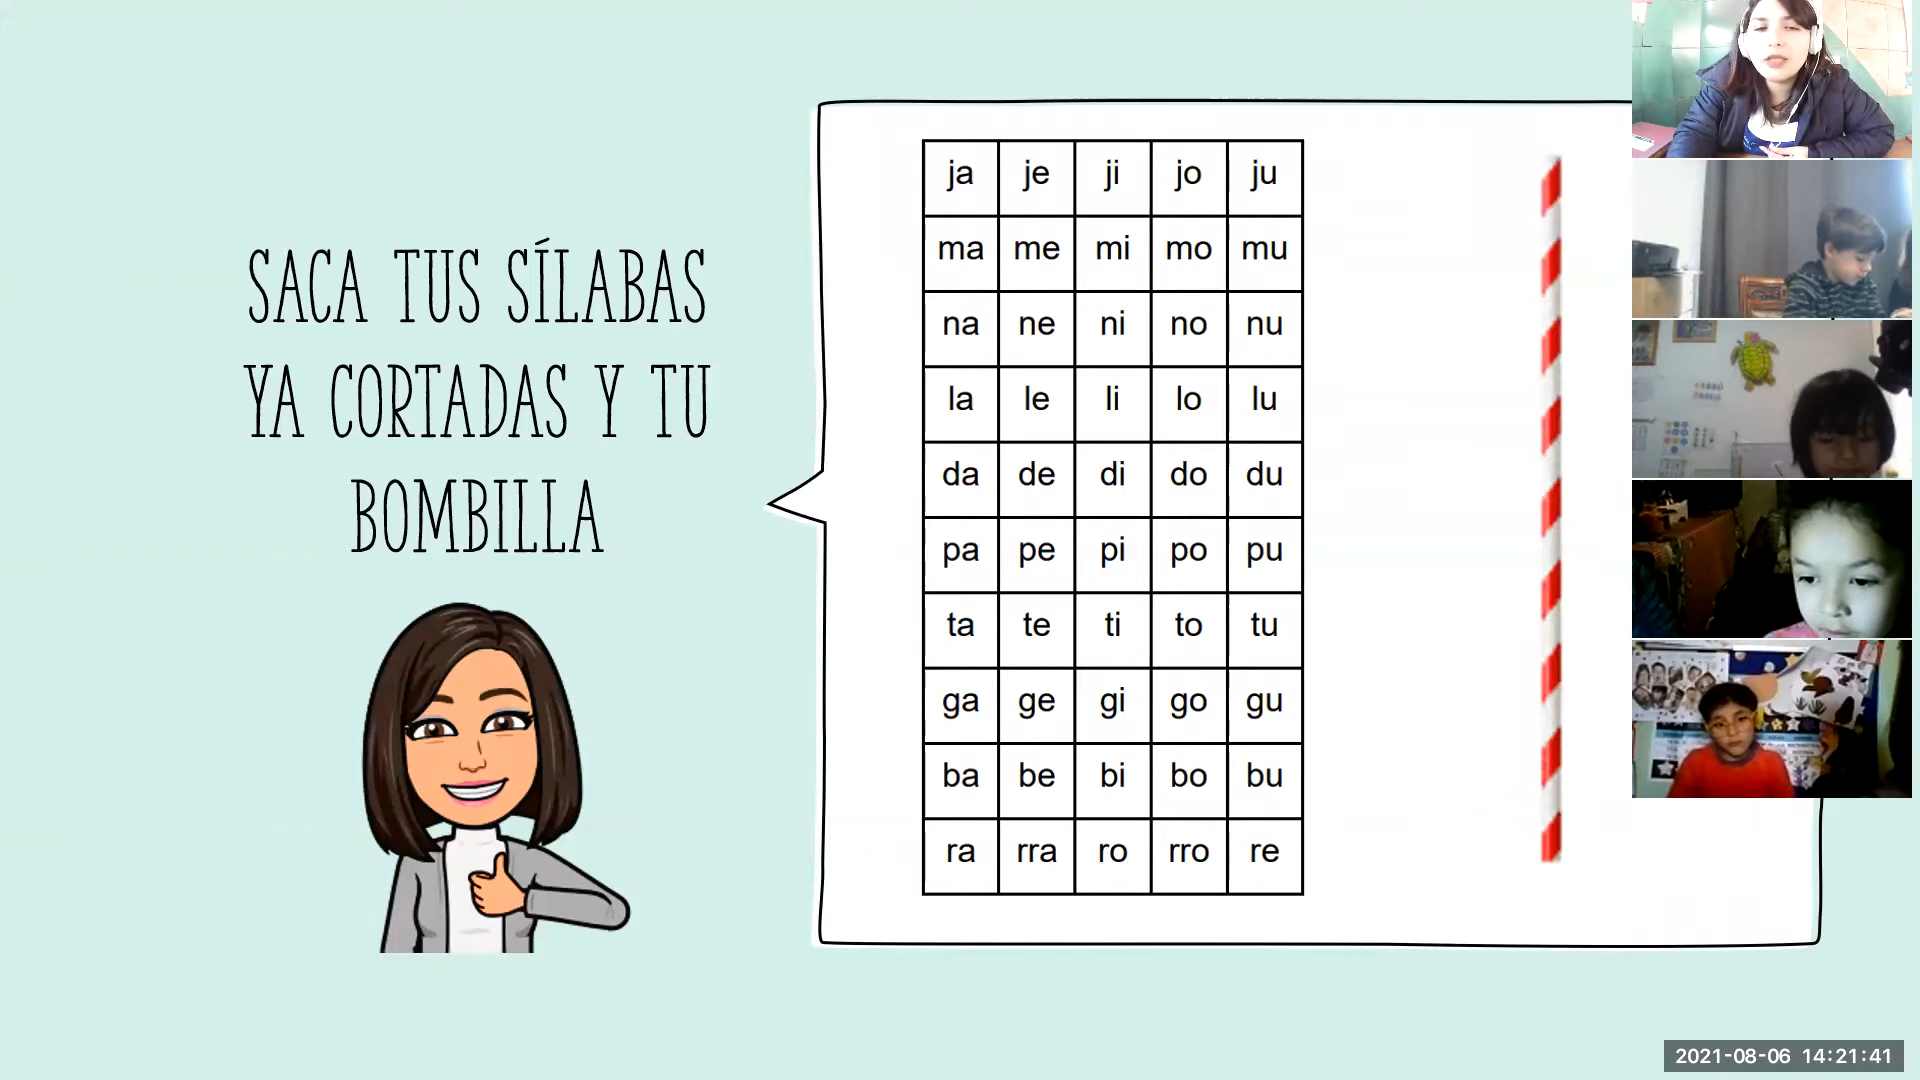 SACA TUS SÍLABAS
YA CORTADAS Y TU
BOMBILLA
ja je ji jo ju
ma me mi mo mu
na ne ni no nu
la le li lo lu
da de di do du
pa pe pi po pu
ta te ti to tu
ga ge gi go gu
ba be bi bo bu
ra rra ro rro re
2021-08-06 14:21:41